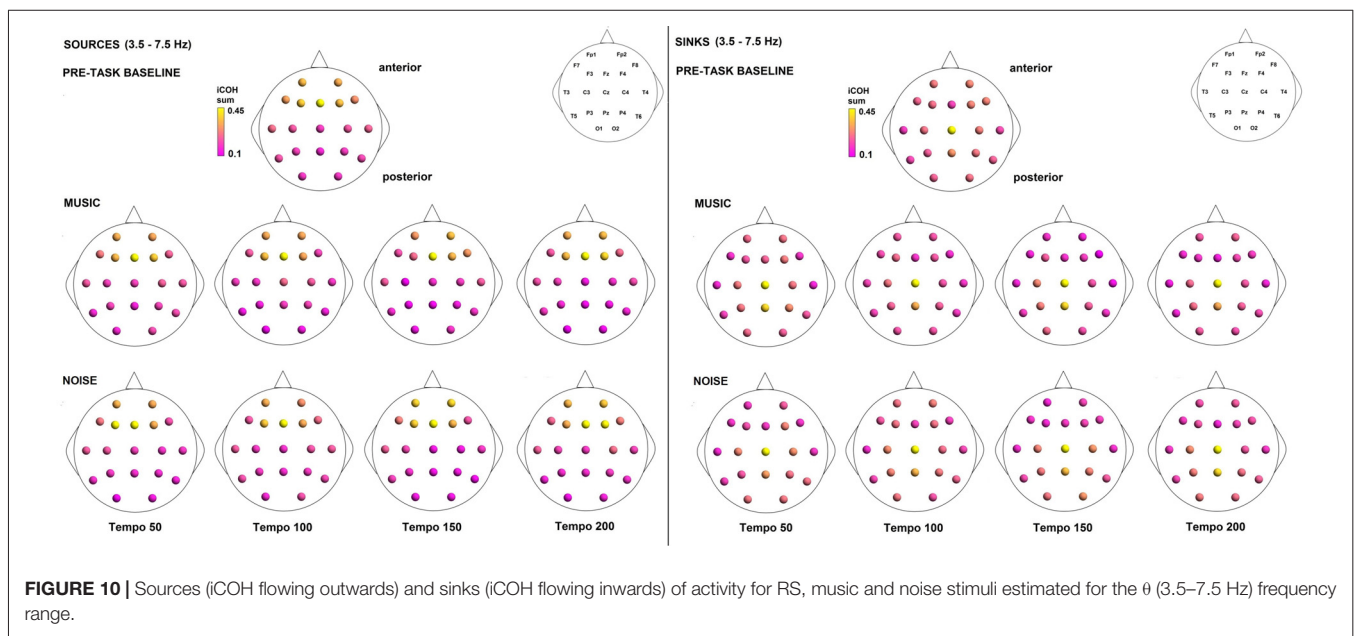 SOURCES (3.5 - 7.5 Hz)
PRE-TASK BASELINE
anterior
iCOH
sum
0.45
0.1
posterior
Fp1 Fp2
F7 F8
F3 Fz F4
T3 C3 Cz C4 T4
T5 P3 Pz P4 T6
O1 O2
MUSIC
NOISE
Tempo 50 Tempo 100 Tempo 150 Tempo 200
SINKS (3.5 - 7.5 Hz)
PRE-TASK BASELINE
anterior
iCOH
sum
0.45
0.1
posterior
Fp1 Fp2
F7 F8
F3 Fz F4
T3 C3 Cz C4 T4
T5 P3 Pz P4 T6
O1 O2
MUSIC
NOISE
Tempo 50 Tempo 100 Tempo 150 Tempo 200
FIGURE 10 | Sources (iCOH flowing outwards) and sinks (iCOH flowing inwards) of activity for RS, music and noise stimuli estimated for the θ (3.5–7.5 Hz) frequency
range.